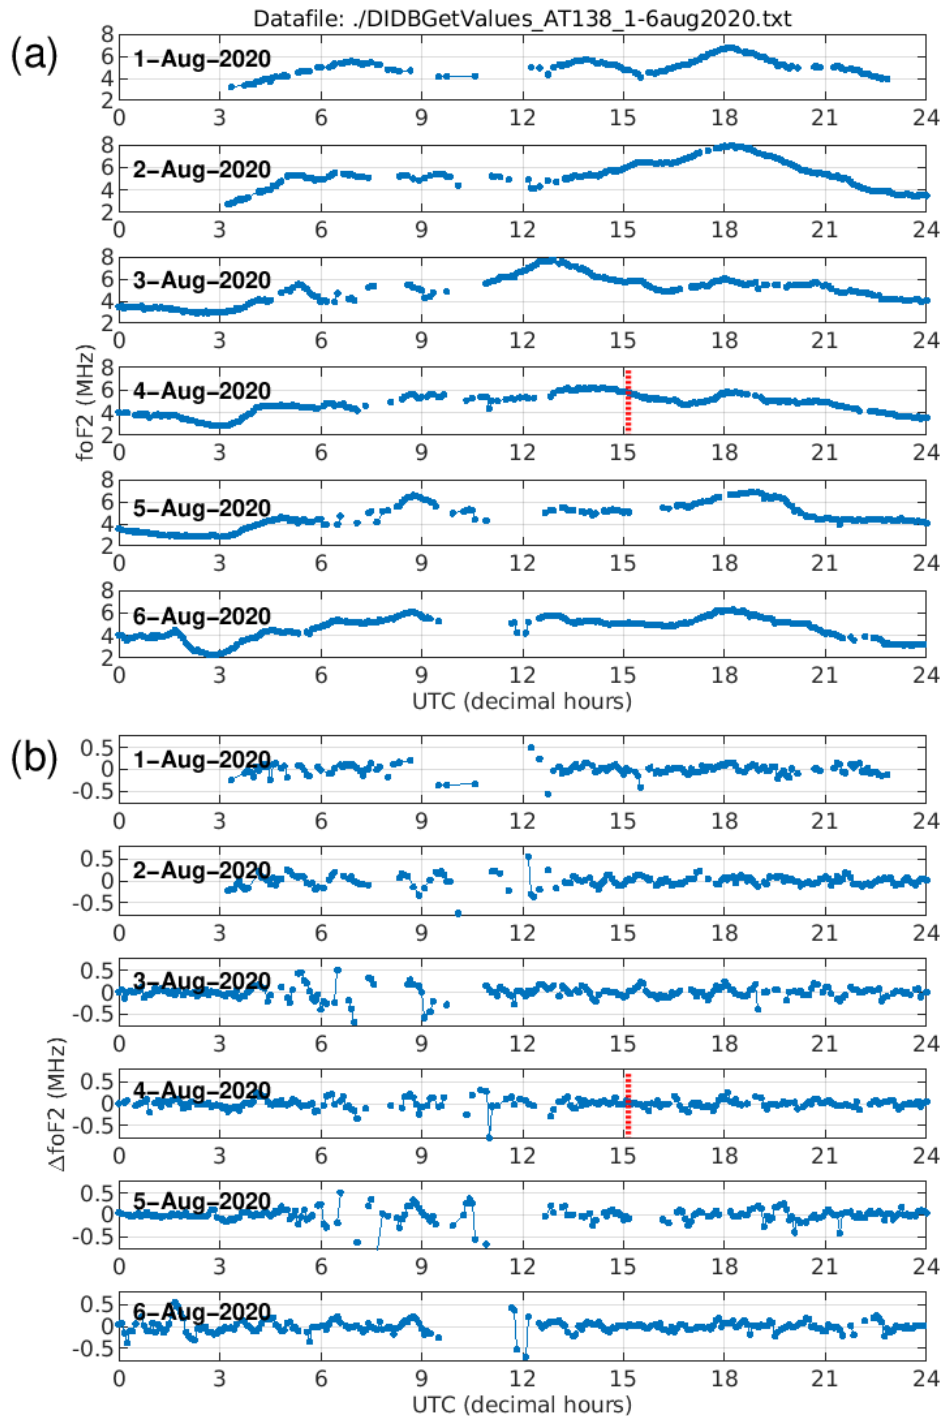 Datafile: ./DIDBGetValues_AT138_1-6aug2020.txt
(a)
8
6
4
2
1-Aug-2020
0 3 6 9 12 15 18 21 24
8
6
4
2
2-Aug-2020
0 3 6 9 12 15 18 21 24
8
6
4
2
3-Aug-2020
0 3 6 9 12 15 18 21 24
foF2 (MHz)
8
6
4
2
4-Aug-2020
0 3 6 9 12 15 18 21 24
8
6
4
2
5-Aug-2020
0 3 6 9 12 15 18 21 24
8
6
4
2
6-Aug-2020
0 3 6 9 12 15 18 21 24
UTC (decimal hours)
(b)
0.5
0
-0.5
1-Aug-2020
0 3 6 9 12 15 18 21 24
0.5
0
-0.5
2-Aug-2020
0 3 6 9 12 15 18 21 24
0.5
0
-0.5
3-Aug-2020
0 3 6 9 12 15 18 21 24
ΔfoF2 (MHz)
0.5
0
-0.5
4-Aug-2020
0 3 6 9 12 15 18 21 24
0.5
0
-0.5
5-Aug-2020
0 3 6 9 12 15 18 21 24
0.5
0
-0.5
6-Aug-2020
0 3 6 9 12 15 18 21 24
UTC (decimal hours)